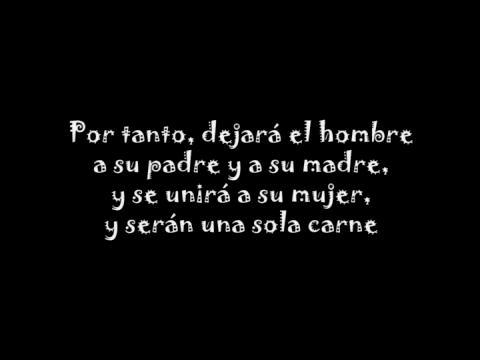 Por tanto, dejará el hombre
a su padre y a su madre,
y se unirá a su mujer,
y serán una sola carne